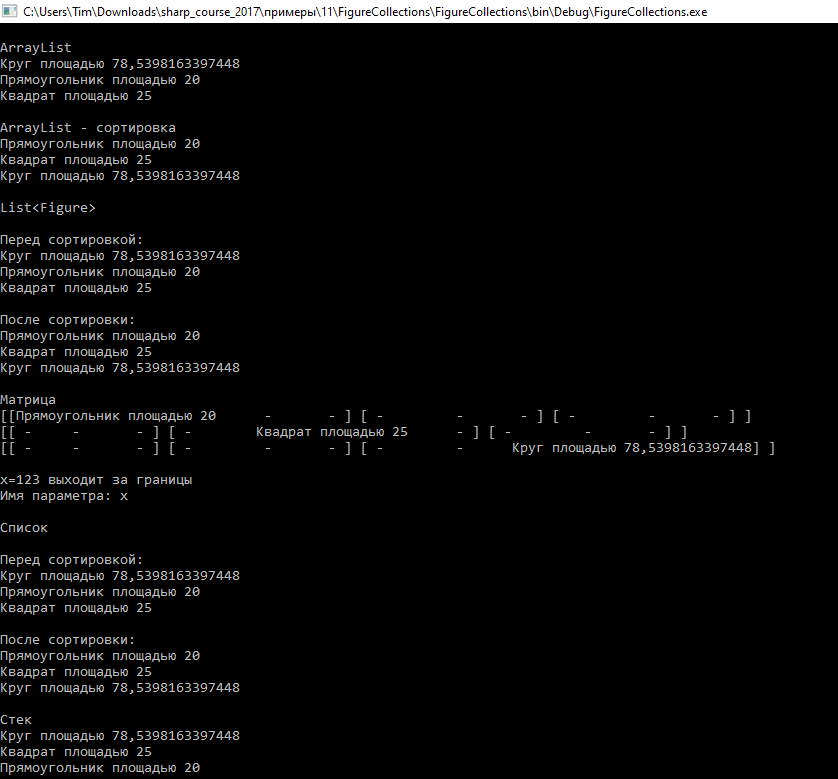 C:\Users\Tim\Downloads\sharp_course_2017\примеры\11\FigureCollections\FigureCollections\bin\Debug\FigureCollections.exe
ArrayList
Круг площадью 78,5398163397448
Прямоугольник площадью 20
Квадрат площадью 25
ArrayList - сортировка
Прямоугольник площадью 20
Квадрат площадью 25
Круг площадью 78,5398163397448
List<Figure>
Перед сортировкой:
Круг площадью 78,5398163397448
Прямоугольник площадью 20
Квадрат площадью 25
После сортировки:
Прямоугольник площадью 20
Квадрат площадью 25
Круг площадью 78,5398163397448
Матрица
[[Прямоугольник площадью 20      -       - ] [ -         -       - ] [ -         -       - ] ]
[[ -     -       - ] [ -        Квадрат площадью 25      - ] [ -         -       - ] ]
[[ -     -       - ] [ -         -       - ] [ -         -      Круг площадью 78,5398163397448] ]
x=123 выходит за границы
Имя параметра: x
Список
Перед сортировкой:
Круг площадью 78,5398163397448
Прямоугольник площадью 20
Квадрат площадью 25
После сортировки:
Прямоугольник площадью 20
Квадрат площадью 25
Круг площадью 78,5398163397448
Стек
Круг площадью 78,5398163397448
Квадрат площадью 25
Прямоугольник площадью 20